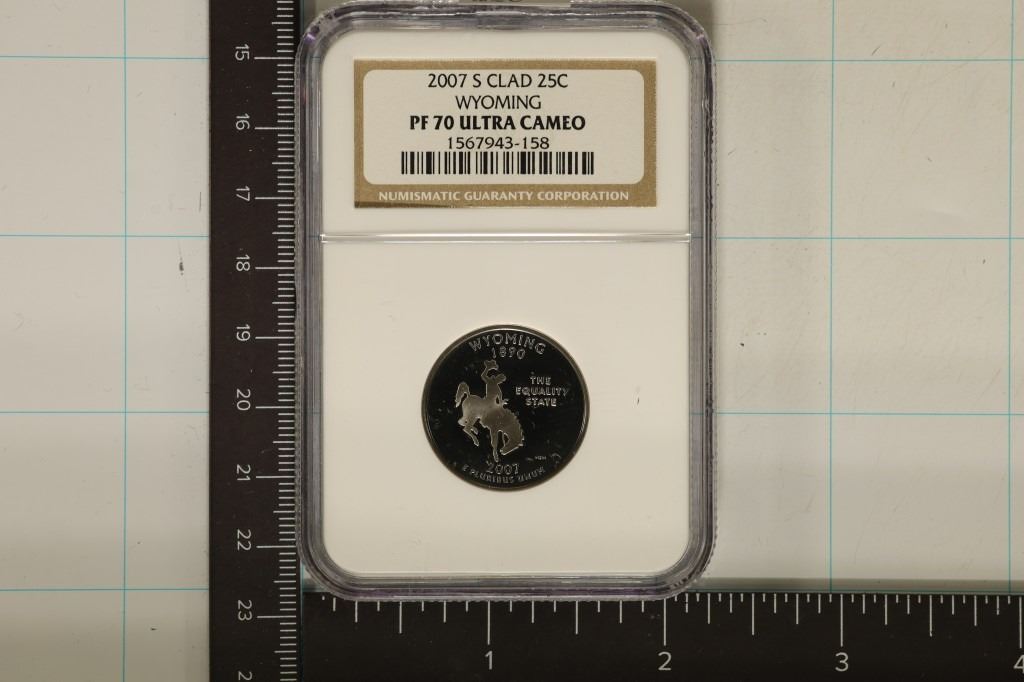 2007 S CLAD 25C
WYOMING
PF 70 ULTRA CAMEO
1567943-158
NUMISMATIC GUARANTY CORPORATION
WYOMING
1890
THE
EQUALITY
STATE
2007
E PLURIBUS UNUM
15
16
17
18
19
20
21
22
23
1
2
3
4